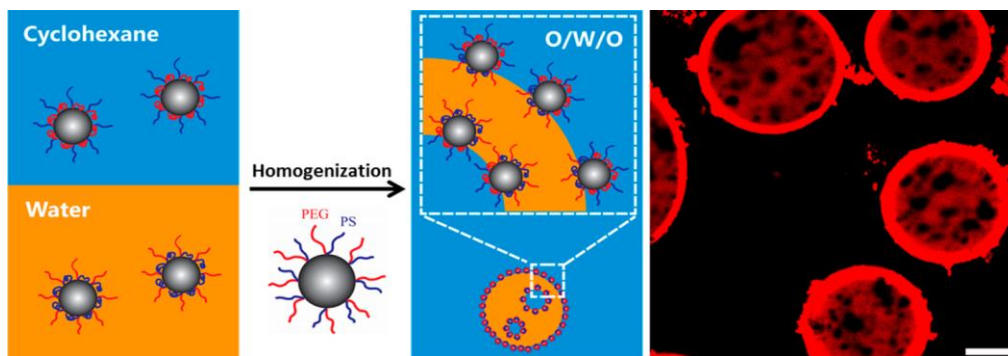 Cyclohexane
Water
Homogenization
PEG
PS
O/W/O